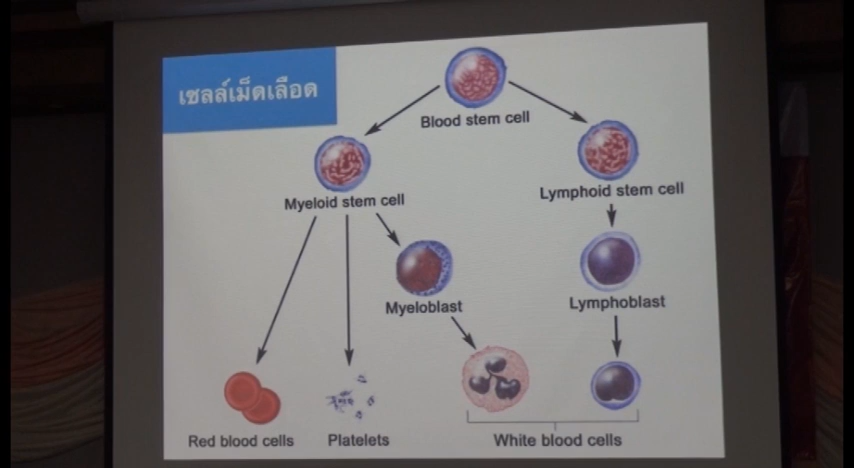 เซลล์เม็ดเลือด
Blood stem cell
Myeloid stem cell
Lymphoid stem cell
Myeloblast
Lymphoblast
Red blood cells
Platelets
White blood cells